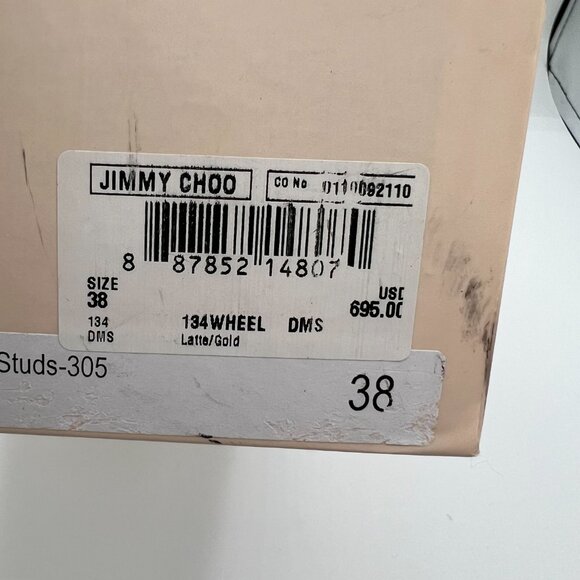 JIMMY CHOO
CO No 0110092110
8 87852 14807
SIZE
38
USD
695.00
134
DMS
134WHEEL DMS
Latte/Gold
Studs-305
38